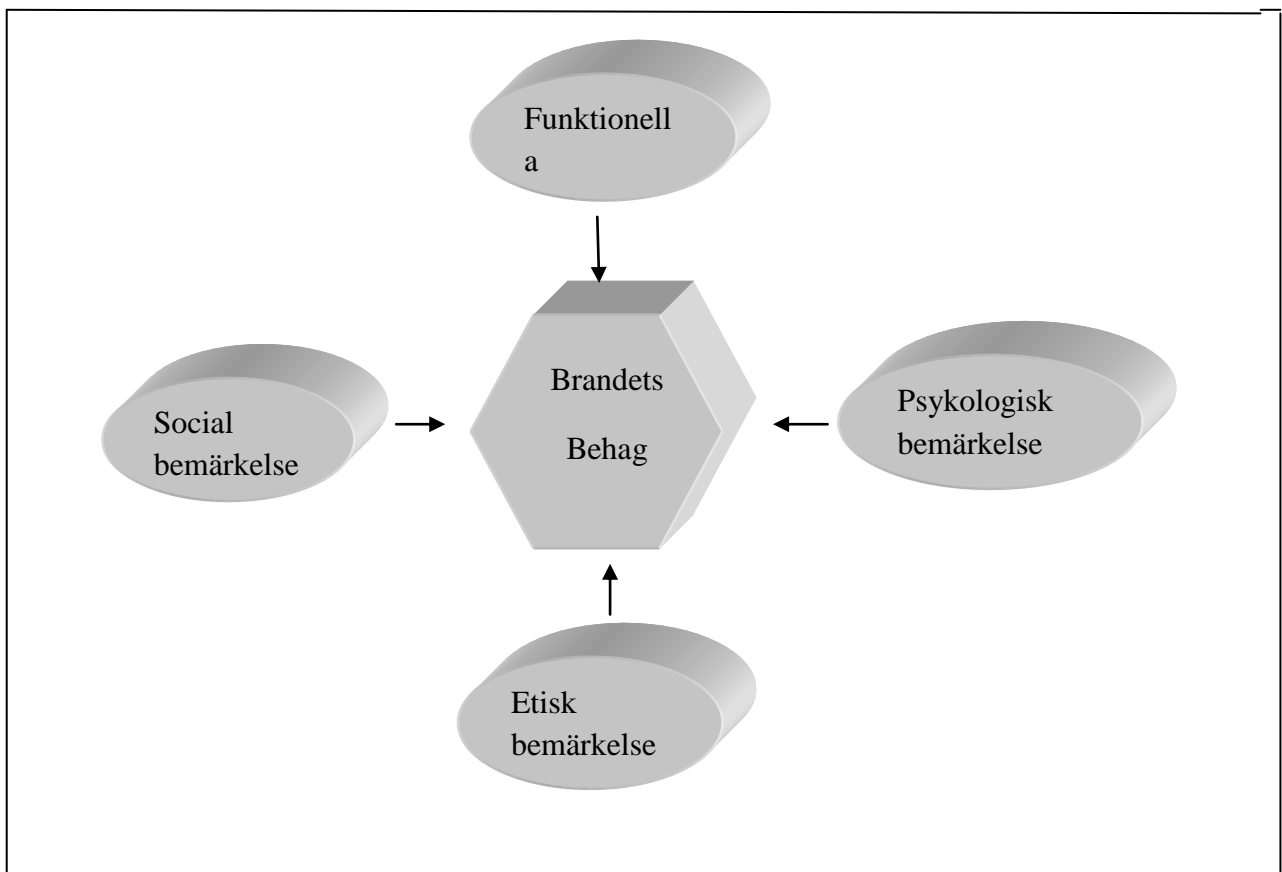 Funktionell
a
Brandets
Behag
Social
bemärkelse
Psykologisk
bemärkelse
Etisk
bemärkelse